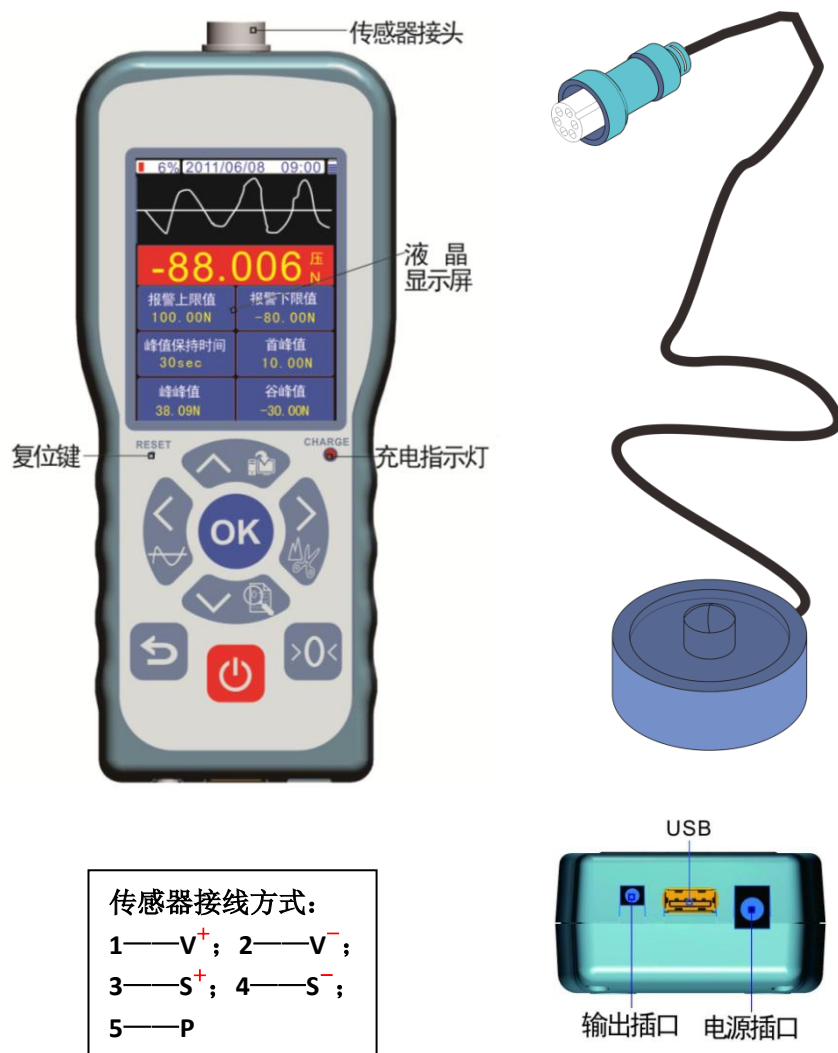 传感器接头
6% 2011/06/08 09:00
-88.006 压 N
液晶
显示屏
报警上限值 报警下限值
100.00N -80.00N
峰值保持时间 首峰值
30sec 10.00N
峰峰值 谷峰值
38.09N -30.00N
复位键 RESET CHARGE 充电指示灯
OK
>0<
USB
传感器接线方式：
1——V+；2——V-；
3——S+；4——S-；
5——P
输出插口 电源插口